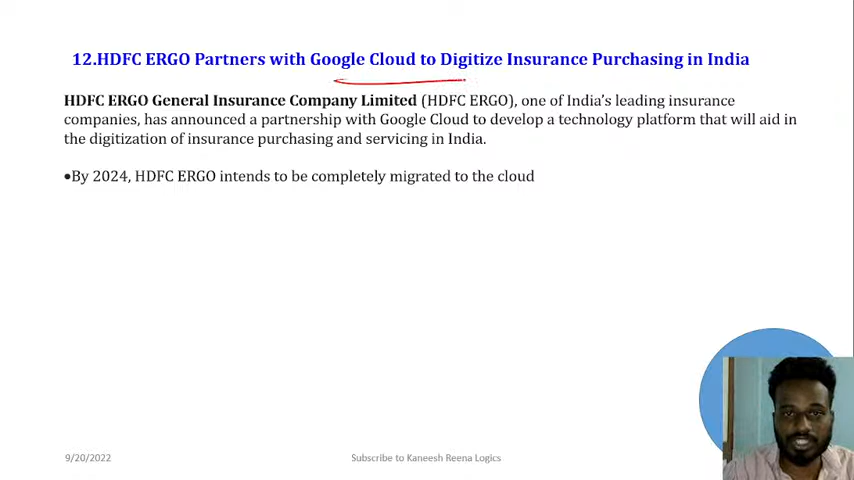 12.HDFC ERGO Partners with Google Cloud to Digitize Insurance Purchasing in India
HDFC ERGO General Insurance Company Limited (HDFC ERGO), one of India's leading insurance
companies, has announced a partnership with Google Cloud to develop a technology platform that will aid in
the digitization of insurance purchasing and servicing in India.
•By 2024, HDFC ERGO intends to be completely migrated to the cloud
9/20/2022
Subscribe to Kaneesh Reena Logics